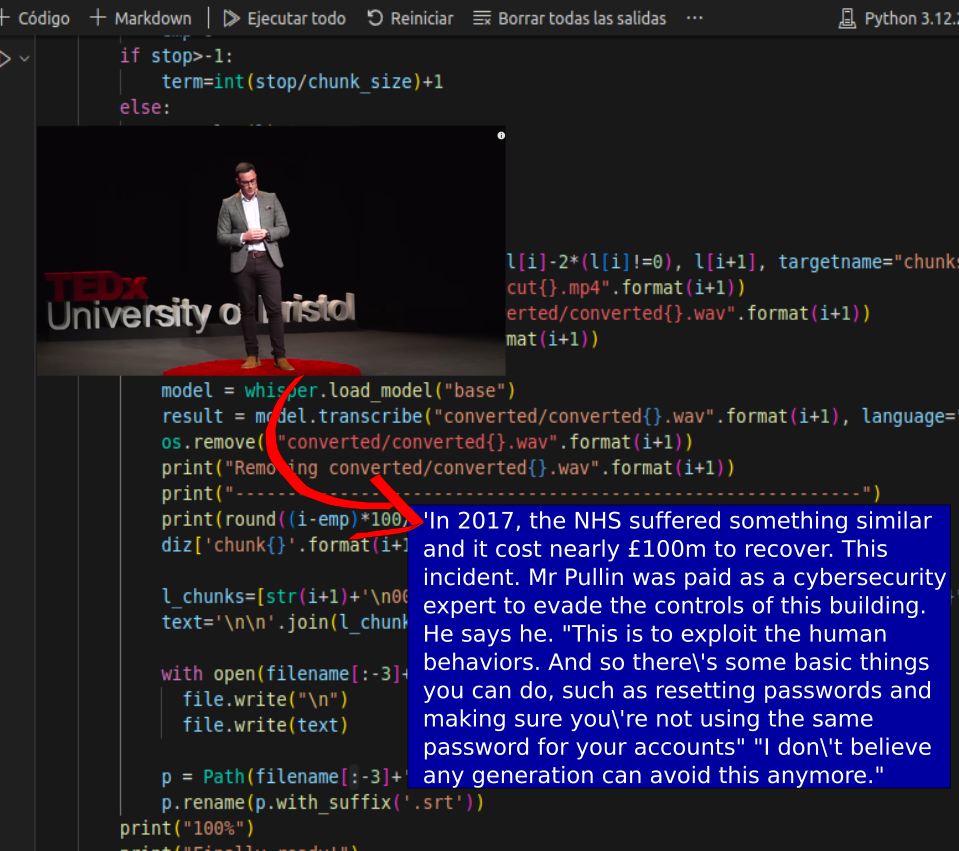 + Código + Markdown | Ejecutar todo Reiniciar Borrar todas las salidas ··· Python 3.12.2
if stop>-1:
term=int(stop/chunk_size)+1
else:
l[i]-2*(l[i]!=0), l[i+1], targetname="chunks
cut{}.mp4".format(i+1))
erted/converted{}.wav".format(i+1))
mat(i+1))
TEDx
University of Bristol
model = whisper.load_model("base")
result = model.transcribe("converted/converted{}.wav".format(i+1), language="
os.remove("converted/converted{}.wav".format(i+1))
print("Removing converted/converted{}.wav".format(i+1))
print("------------------------------------------------------------")
print(round((i-emp)*100/
diz['chunk{}'.format(i+1
l_chunks=[str(i+1)+'\n00
text='\n\n'.join(l_chunk
with open(filename[:-3]+
file.write("\n")
file.write(text)
p = Path(filename[:-3]+'
p.rename(p.with_suffix('.srt'))
print("100%")
'In 2017, the NHS suffered something similar
and it cost nearly £100m to recover. This
incident. Mr Pullin was paid as a cybersecurity
expert to evade the controls of this building.
He says he. "This is to exploit the human
behaviors. And so there\'s some basic things
you can do, such as resetting passwords and
making sure you\'re not using the same
password for your accounts" "I don\'t believe
any generation can avoid this anymore."